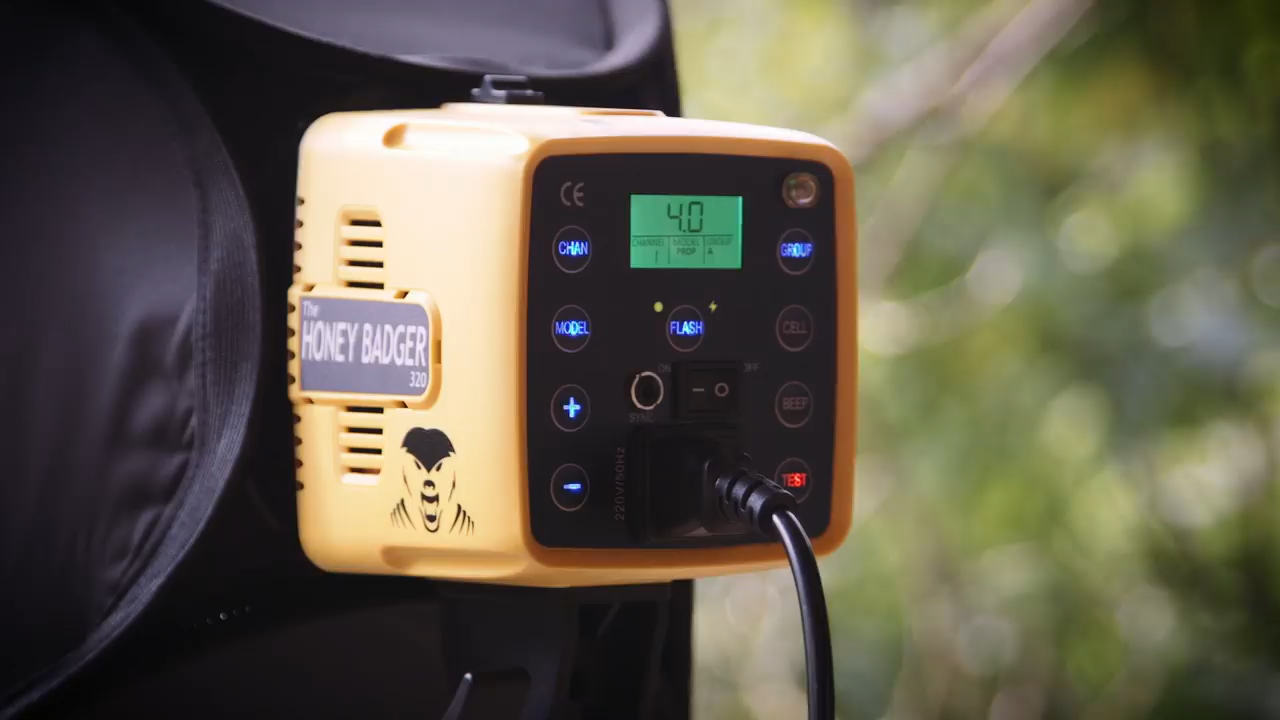 The
HONEY BADGER
320
CE
4.0
CHANNEL MODEL GROUP
1 PROP A
CHAN
GROUP
MODEL
FLASH
CELL
ON OFF
SYNC
BEEP
220V/50Hz
TEST